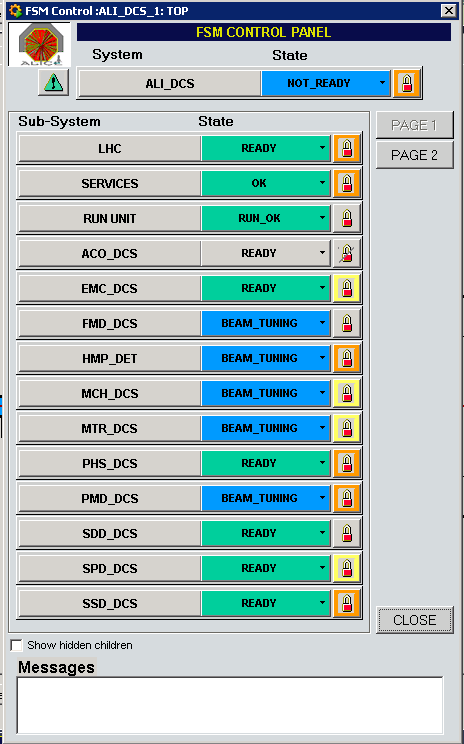 FSM Control :ALI_DCS_1: TOP
FSM CONTROL PANEL
ALICE
System State
ALI_DCS NOT_READY
Sub-System State
PAGE 1
PAGE 2
LHC READY
SERVICES OK
RUN UNIT RUN_OK
ACO_DCS READY
EMC_DCS READY
FMD_DCS BEAM_TUNING
HMP_DET BEAM_TUNING
MCH_DCS BEAM_TUNING
MTR_DCS BEAM_TUNING
PHS_DCS READY
PMD_DCS BEAM_TUNING
SDD_DCS READY
SPD_DCS READY
SSD_DCS READY
CLOSE
Show hidden children
Messages